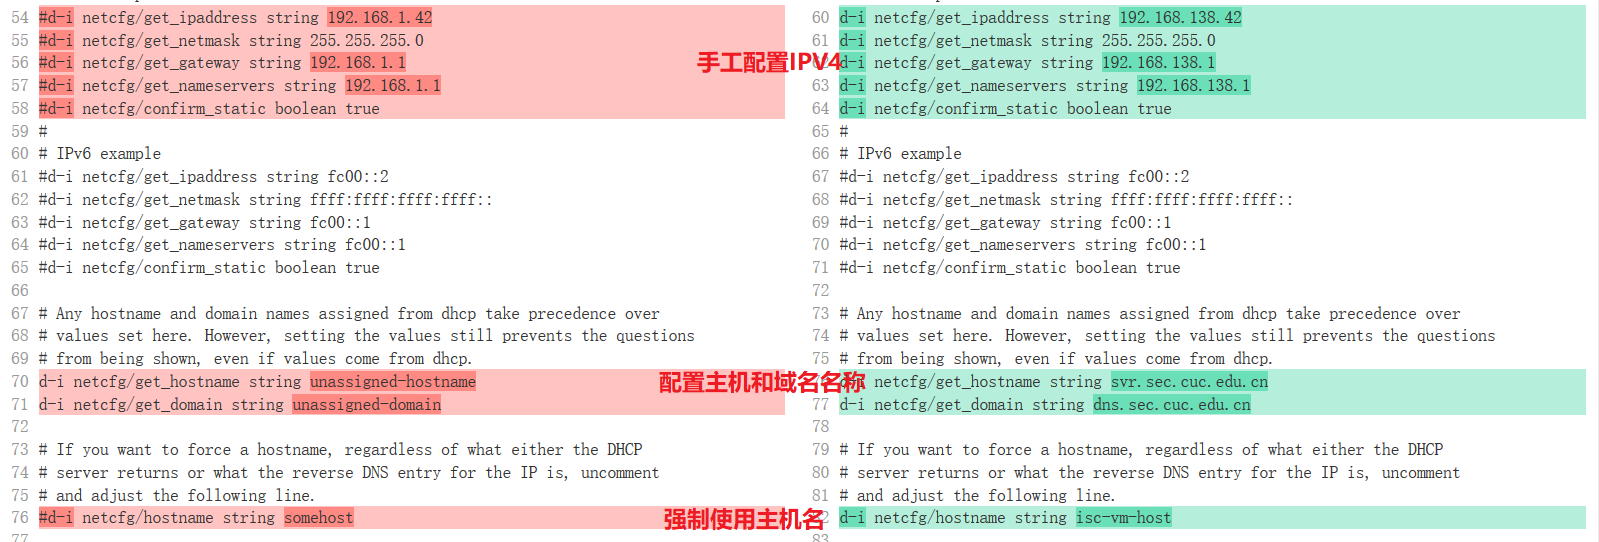 54 #d-i netcfg/get_ipaddress string 192.168.1.42
55 #d-i netcfg/get_netmask string 255.255.255.0
56 #d-i netcfg/get_gateway string 192.168.1.1
57 #d-i netcfg/get_nameservers string 192.168.1.1
58 #d-i netcfg/confirm_static boolean true
59 #
60 # IPv6 example
61 #d-i netcfg/get_ipaddress string fc00::2
62 #d-i netcfg/get_netmask string ffff:ffff:ffff:ffff::
63 #d-i netcfg/get_gateway string fc00::1
64 #d-i netcfg/get_nameservers string fc00::1
65 #d-i netcfg/confirm_static boolean true
66
67 # Any hostname and domain names assigned from dhcp take precedence over
68 # values set here. However, setting the values still prevents the questions
69 # from being shown, even if values come from dhcp.
70 d-i netcfg/get_hostname string unassigned-hostname
71 d-i netcfg/get_domain string unassigned-domain
72
73 # If you want to force a hostname, regardless of what either the DHCP
74 # server returns or what the reverse DNS entry for the IP is, uncomment
75 # and adjust the following line.
76 #d-i netcfg/hostname string somehost
77
手工配置IPV4
配置主机和域名名称
强制使用主机名
60 d-i netcfg/get_ipaddress string 192.168.138.42
61 d-i netcfg/get_netmask string 255.255.255.0
d-i netcfg/get_gateway string 192.168.138.1
63 d-i netcfg/get_nameservers string 192.168.138.1
64 d-i netcfg/confirm_static boolean true
65 #
66 # IPv6 example
67 #d-i netcfg/get_ipaddress string fc00::2
68 #d-i netcfg/get_netmask string ffff:ffff:ffff:ffff::
69 #d-i netcfg/get_gateway string fc00::1
70 #d-i netcfg/get_nameservers string fc00::1
71 #d-i netcfg/confirm_static boolean true
72
73 # Any hostname and domain names assigned from dhcp take precedence over
74 # values set here. However, setting the values still prevents the questions
75 # from being shown, even if values come from dhcp.
d-i netcfg/get_hostname string svr.sec.cuc.edu.cn
77 d-i netcfg/get_domain string dns.sec.cuc.edu.cn
78
79 # If you want to force a hostname, regardless of what either the DHCP
80 # server returns or what the reverse DNS entry for the IP is, uncomment
81 # and adjust the following line.
d-i netcfg/hostname string isc-vm-host
83